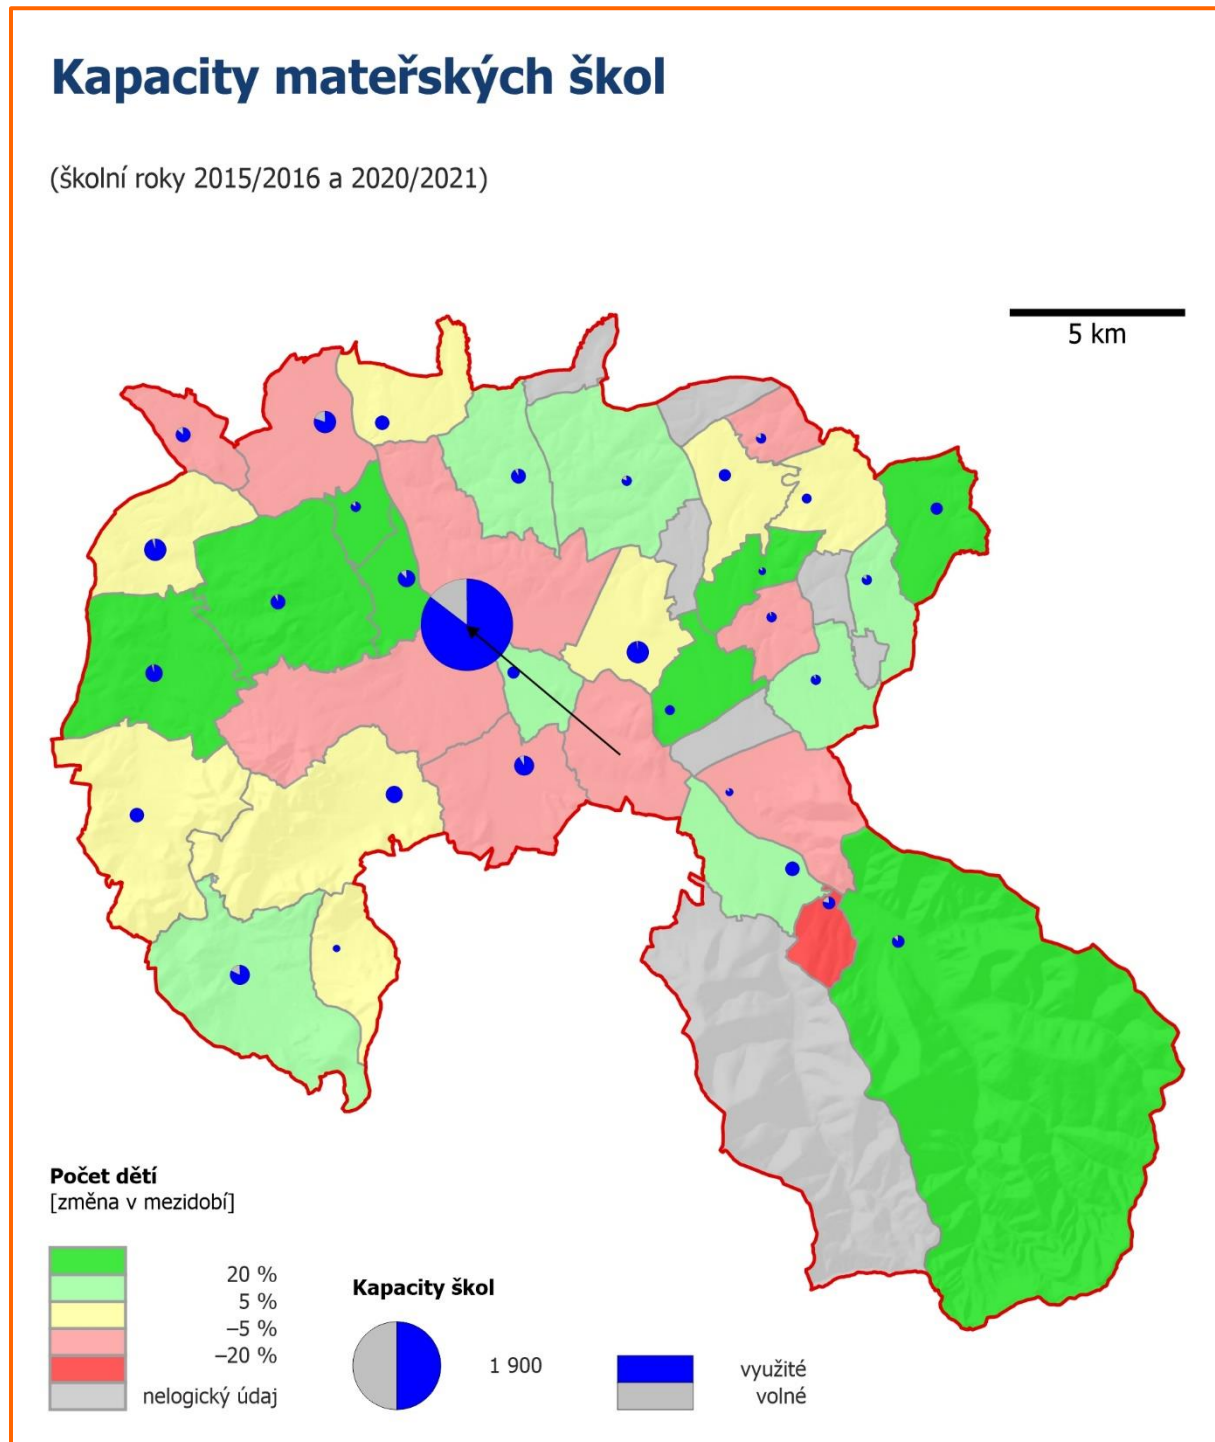 Kapacity mateřských škol
(školní roky 2015/2016 a 2020/2021)
5 km
Počet dětí
[změna v mezidobí]
20 %
5 %
–5 %
–20 %
nelogický údaj
Kapacity škol
1 900
využité
volné